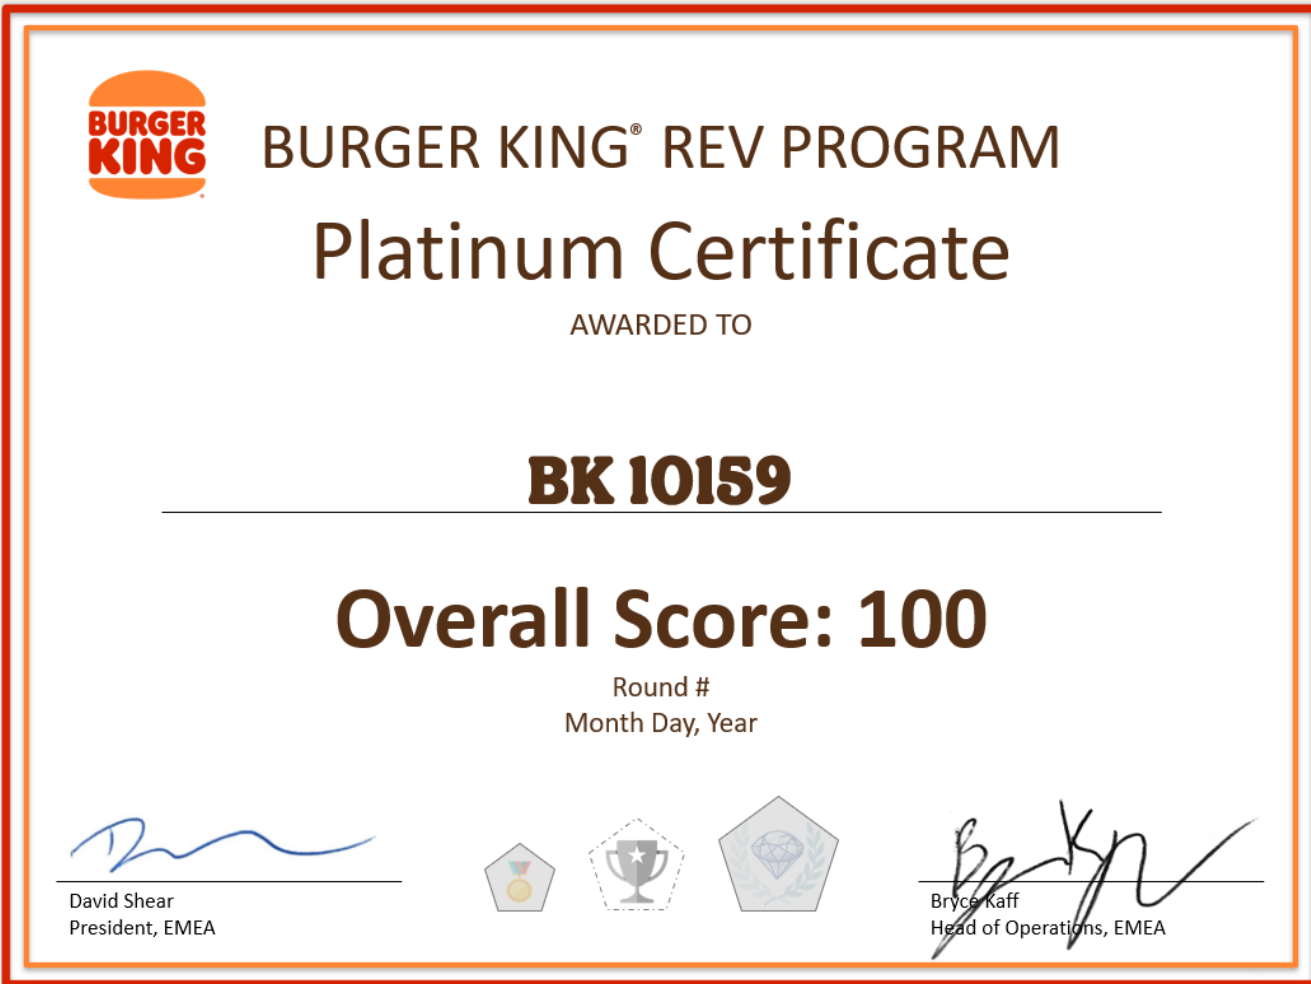 BURGER
KING
BURGER KING® REV PROGRAM
Platinum Certificate
AWARDED TO
BK 10159
Overall Score: 100
Round #
Month Day, Year
David Shear
President, EMEA
Bryce Kaff
Head of Operations, EMEA